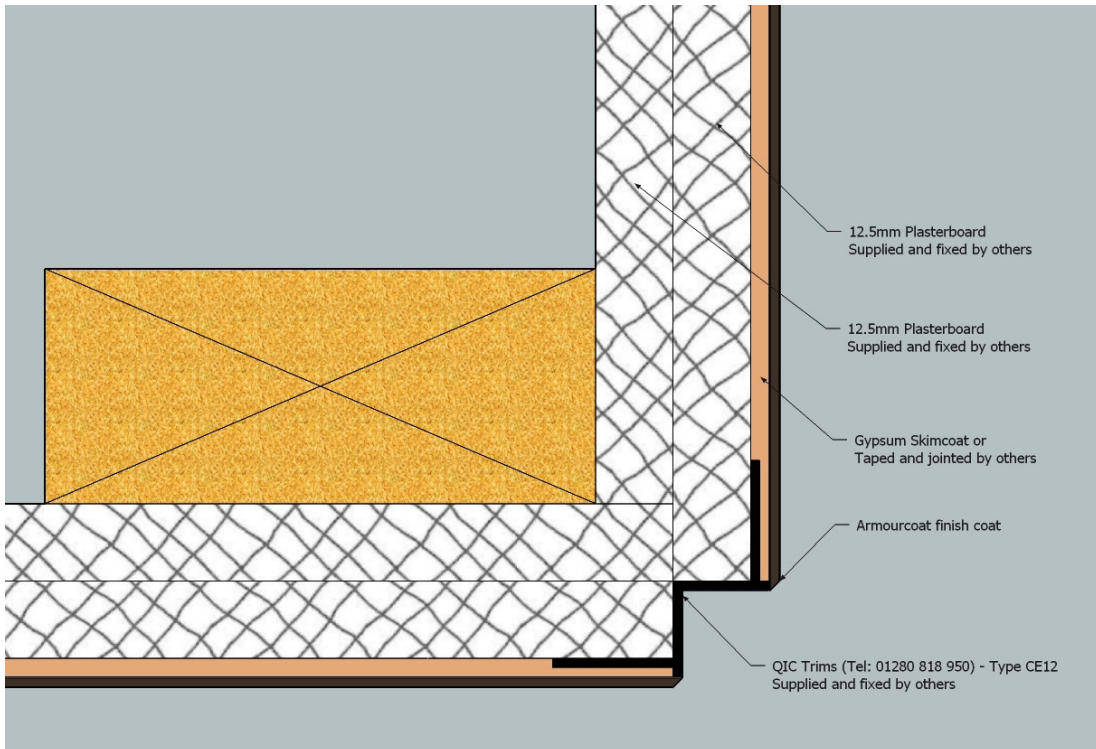 12.5mm Plasterboard
Supplied and fixed by others
12.5mm Plasterboard
Supplied and fixed by others
Gypsum Skimcoat or
Taped and jointed by others
Armourcoat finish coat
QIC Trims (Tel: 01280 818 950) - Type CE12
Supplied and fixed by others